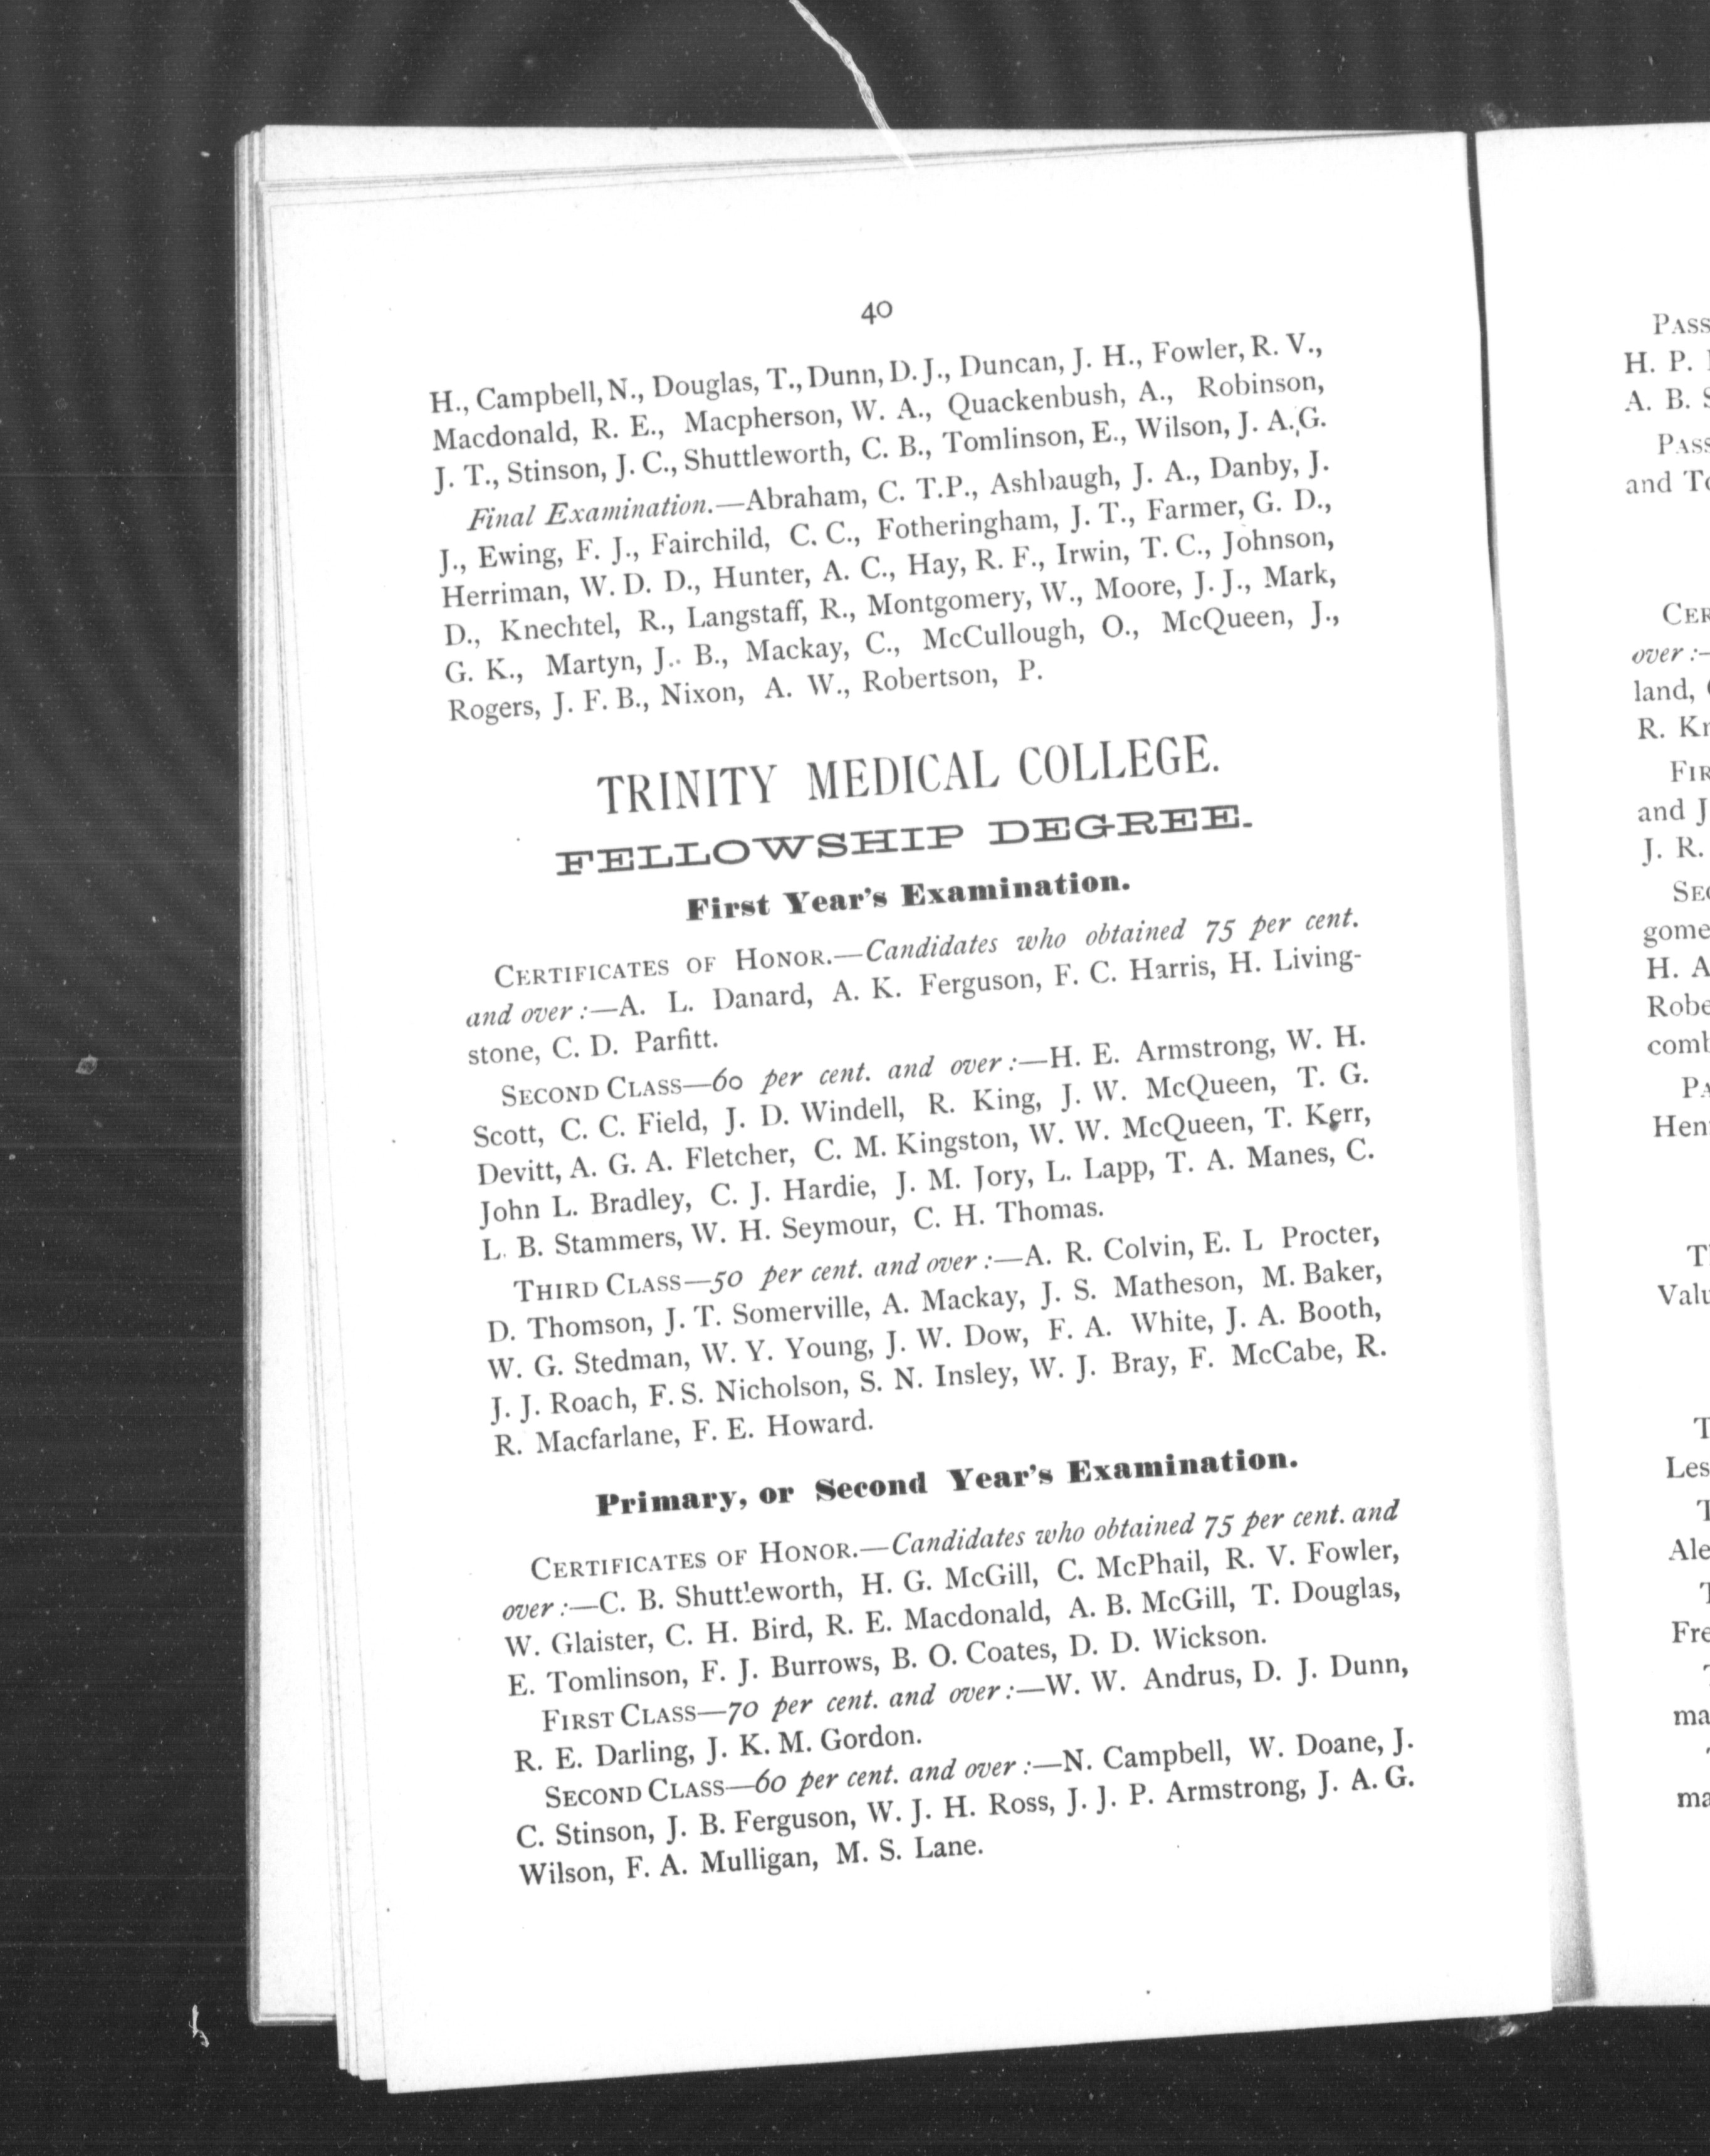 40
H., Campbell, N., Douglas, T., Dunn, D. J., Duncan, J. H., Fowler, R. V.,
Macdonald, R. E., Macpherson, W. A., Quackenbush, A., Robinson,
J. T., Stinson, J. C., Shuttleworth, C. B., Tomlinson, E., Wilson, J. A. G.
Final Examination.—Abraham, C. T. P., Ashbaugh, J. A., Danby, J.
J., Ewing, F. J., Fairchild, C. C., Fotheringham, J. T., Farmer, G. D.,
Herriman, W. D. D., Hunter, A. C., Hay, R. F., Irwin, T. C., Johnson,
D., Knechtel, R., Langstaff, R., Montgomery, W., Moore, J. J., Mark,
G. K., Martyn, J. B., Mackay, C., McCullough, O., McQueen, J.,
Rogers, J. F. B., Nixon, A. W., Robertson, P.
TRINITY MEDICAL COLLEGE.
FELLOWSHIP DEGREE.
First Year's Examination.
CERTIFICATES OF HONOR.—Candidates who obtained 75 per cent.
and over :—A. L. Danard, A. K. Ferguson, F. C. Harris, H. Living-
stone, C. D. Parfitt.
SECOND CLASS—60 per cent. and over :—H. E. Armstrong, W. H.
Scott, C. C. Field, J. D. Windell, R. King, J. W. McQueen, T. G.
Devitt, A. G. A. Fletcher, C. M. Kingston, W. W. McQueen, T. Kerr,
John L. Bradley, C. J. Hardie, J. M. Jory, L. Lapp, T. A. Manes, C.
L. B. Stammers, W. H. Seymour, C. H. Thomas.
THIRD CLASS—50 per cent. and over :—A. R. Colvin, E. L Procter,
D. Thomson, J. T. Somerville, A. Mackay, J. S. Matheson, M. Baker,
W. G. Stedman, W. Y. Young, J. W. Dow, F. A. White, J. A. Booth,
J. J. Roach, F. S. Nicholson, S. N. Insley, W. J. Bray, F. McCabe, R.
R. Macfarlane, F. E. Howard.
Primary, or Second Year's Examination.
CERTIFICATES OF HONOR.—Candidates who obtained 75 per cent. and
over :—C. B. Shuttleworth, H. G. McGill, C. McPhail, R. V. Fowler,
W. Glaister, C. H. Bird, R. E. Macdonald, A. B. McGill, T. Douglas,
E. Tomlinson, F. J. Burrows, B. O. Coates, D. D. Wickson.
FIRST CLASS—70 per cent. and over :—W. W. Andrus, D. J. Dunn,
R. E. Darling, J. K. M. Gordon.
SECOND CLASS—60 per cent. and over :—N. Campbell, W. Doane, J.
C. Stinson, J. B. Ferguson, W. J. H. Ross, J. J. P. Armstrong, J. A. G.
Wilson, F. A. Mulligan, M. S. Lane.
H. P.
A. B.
and
over :—
land,
R.
and J
J. R.
H. A